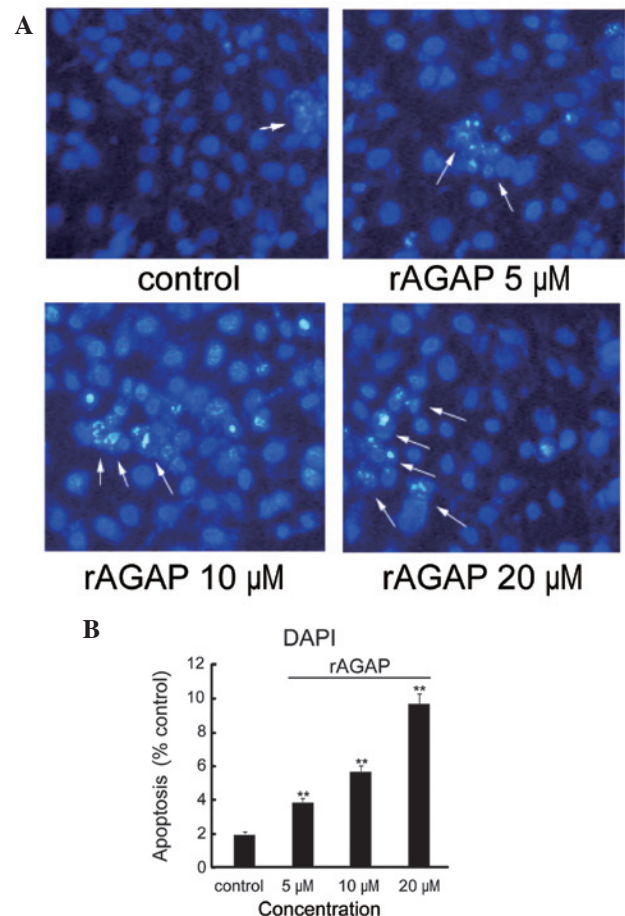 A
control
rAGAP 5 µM
rAGAP 10 µM
rAGAP 20 µM
B
DAPI
rAGAP
12
10
8
6
4
2
0
Apoptosis (% control)
**
**
**
control 5 µM 10 µM 20 µM
Concentration